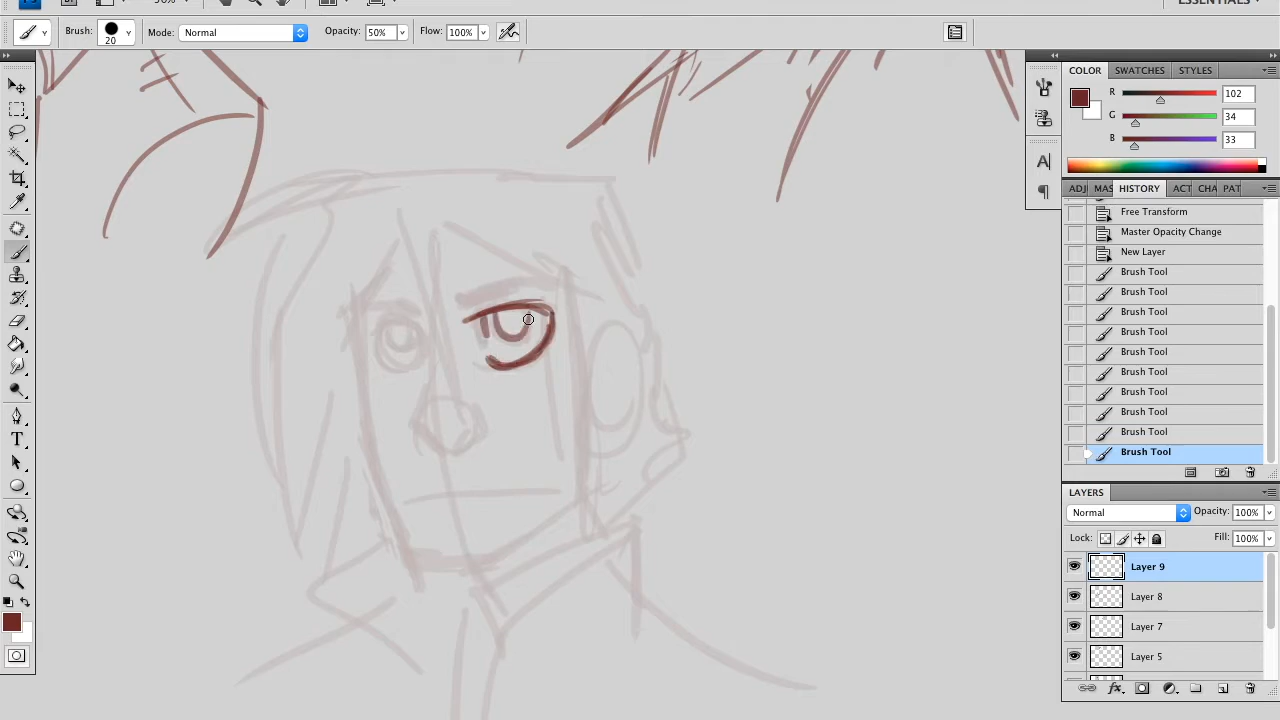 ESSENTIALS
Brush: 20 Mode: Normal Opacity: 50% Flow: 100%
COLOR SWATCHES STYLES
R 102
G 34
B 33
A
T
ADJ MAS HISTORY ACT CHA PAT
Free Transform
Master Opacity Change
New Layer
Brush Tool
Brush Tool
Brush Tool
Brush Tool
Brush Tool
Brush Tool
Brush Tool
Brush Tool
Brush Tool
Brush Tool
LAYERS
Normal Opacity: 100%
Lock: Fill: 100%
Layer 9
Layer 8
Layer 7
Layer 5